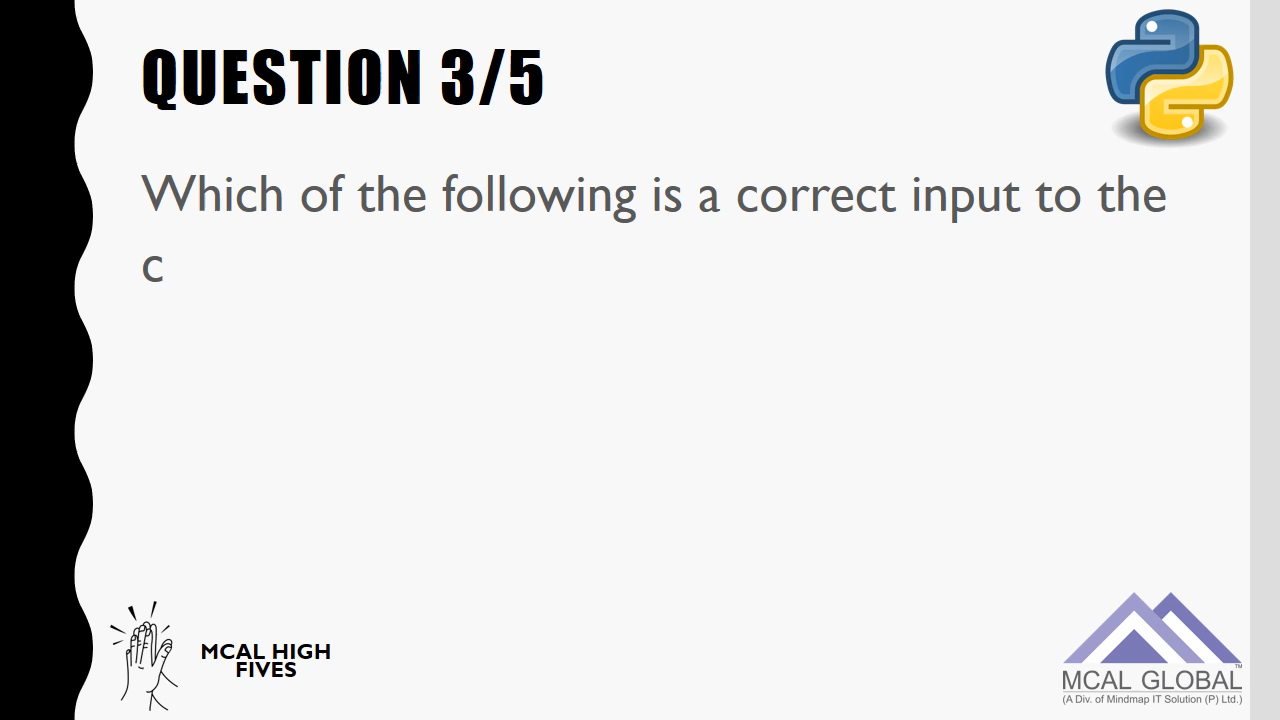 QUESTION 3/5
Which of the following is a correct input to the
c
MCAL HIGH
FIVES
MCAL GLOBAL™
(A Div. of Mindmap IT Solution (P) Ltd.)